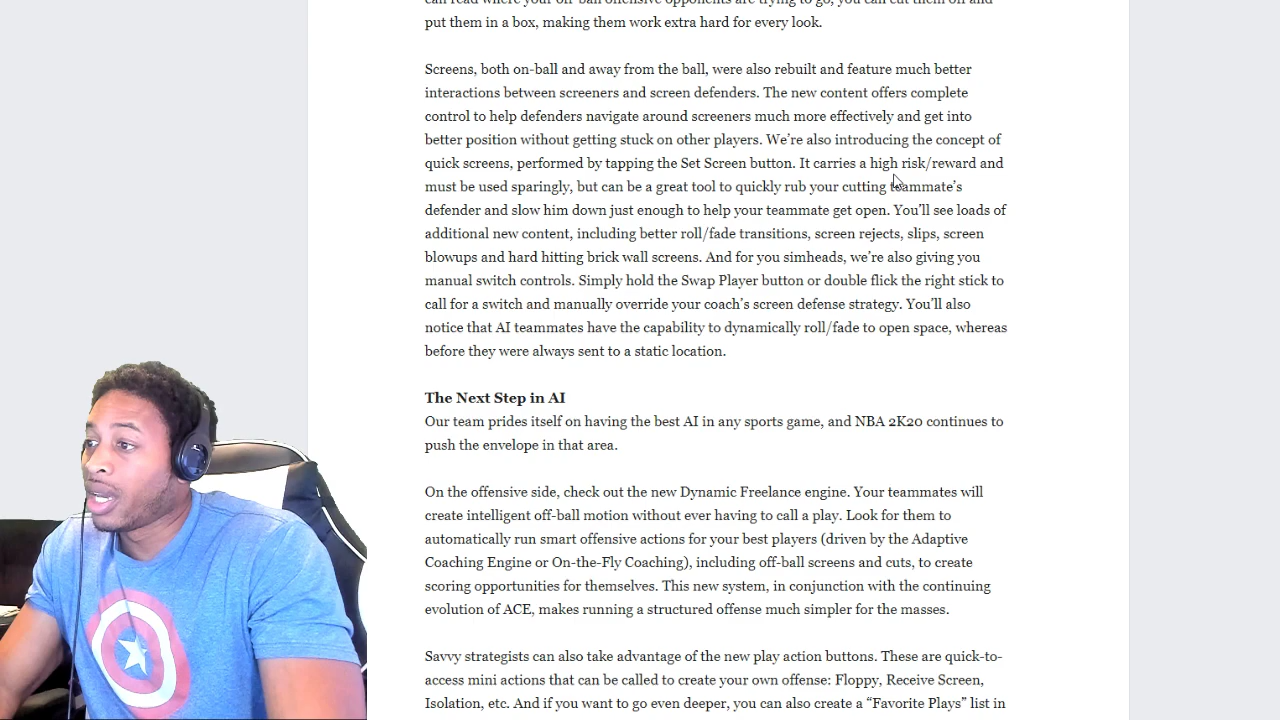 can read where your off-ball offensive opponents are trying to go, you can cut them off and
put them in a box, making them work extra hard for every look.
Screens, both on-ball and away from the ball, were also rebuilt and feature much better
interactions between screeners and screen defenders. The new content offers complete
control to help defenders navigate around screeners much more effectively and get into
better position without getting stuck on other players. We’re also introducing the concept of
quick screens, performed by tapping the Set Screen button. It carries a high risk/reward and
must be used sparingly, but can be a great tool to quickly rub your cutting teammate’s
defender and slow him down just enough to help your teammate get open. You’ll see loads of
additional new content, including better roll/fade transitions, screen rejects, slips, screen
blowups and hard hitting brick wall screens. And for you simheads, we’re also giving you
manual switch controls. Simply hold the Swap Player button or double flick the right stick to
call for a switch and manually override your coach’s screen defense strategy. You’ll also
notice that AI teammates have the capability to dynamically roll/fade to open space, whereas
before they were always sent to a static location.
The Next Step in AI
Our team prides itself on having the best AI in any sports game, and NBA 2K20 continues to
push the envelope in that area.
On the offensive side, check out the new Dynamic Freelance engine. Your teammates will
create intelligent off-ball motion without ever having to call a play. Look for them to
automatically run smart offensive actions for your best players (driven by the Adaptive
Coaching Engine or On-the-Fly Coaching), including off-ball screens and cuts, to create
scoring opportunities for themselves. This new system, in conjunction with the continuing
evolution of ACE, makes running a structured offense much simpler for the masses.
Savvy strategists can also take advantage of the new play action buttons. These are quick-to-
access mini actions that can be called to create your own offense: Floppy, Receive Screen,
Isolation, etc. And if you want to go even deeper, you can also create a “Favorite Plays” list in